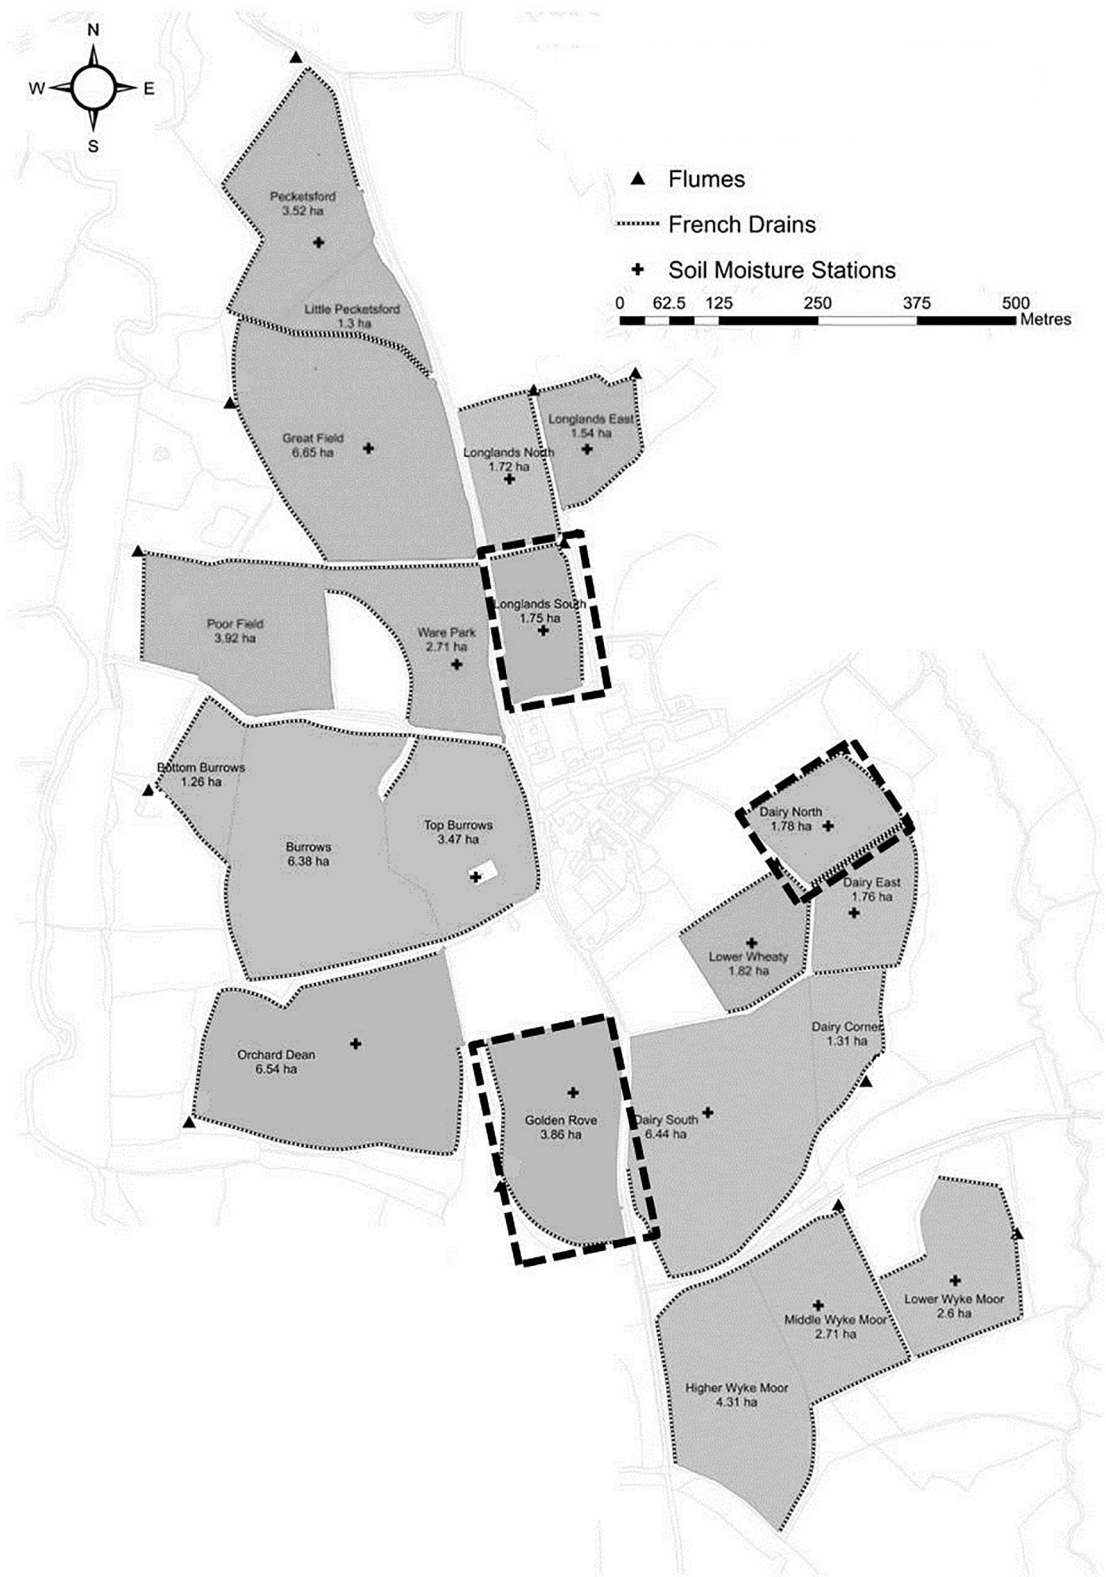 N
W E
S
Flumes
French Drains
Soil Moisture Stations
0 62.5 125 250 375 500
Metres
Pecketsford
3.52 ha
Little Pecketsford
1.3 ha
Great Field
6.65 ha
Longlands North
1.72 ha
Longlands East
1.54 ha
Longlands South
1.75 ha
Poor Field
3.92 ha
Ware Park
2.71 ha
Bottom Burrows
1.26 ha
Burrows
6.38 ha
Top Burrows
3.47 ha
Dairy North
1.78 ha
Dairy East
1.76 ha
Lower Wheaty
1.82 ha
Dairy Corner
1.31 ha
Orchard Dean
6.54 ha
Golden Rove
3.86 ha
Dairy South
6.44 ha
Lower Wyke Moor
2.6 ha
Middle Wyke Moor
2.71 ha
Higher Wyke Moor
4.31 ha